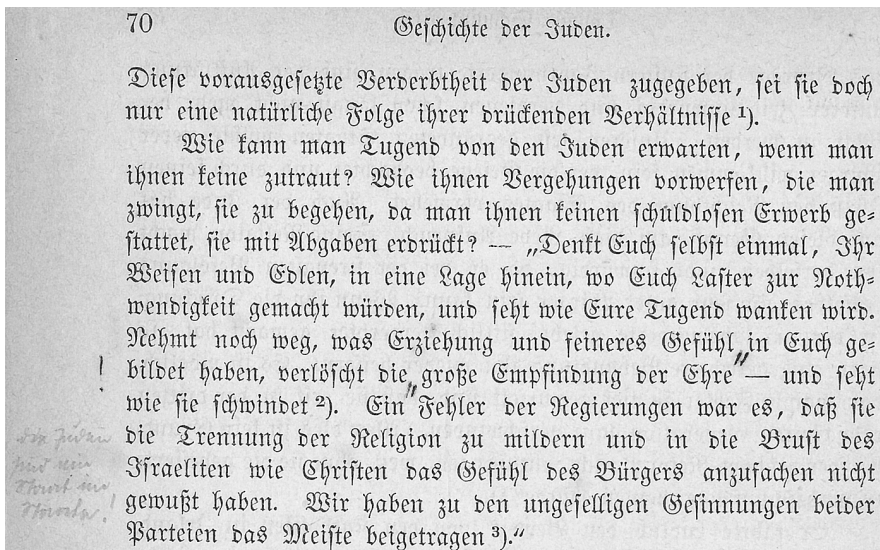 70 Geschichte der Juden.
Diese vorausgesetzte Verderbtheit der Juden zugegeben, sei sie doch
nur eine natürliche Folge ihrer drückenden Verhältnisse ¹).
Wie kann man Tugend von den Juden erwarten, wenn man
ihnen keine zutraut? Wie ihnen Vergehungen vorwerfen, die man
zwingt, sie zu begehen, da man ihnen keinen schuldlosen Erwerb ge-
stattet, sie mit Abgaben erdrückt? — „Denkt Euch selbst einmal, Ihr
Weisen und Edlen, in eine Lage hinein, wo Euch Laster zur Noth-
wendigkeit gemacht würden, und seht wie Eure Tugend wanken wird.
Nehmt noch weg, was Erziehung und feineres Gefühl in Euch ge-
! bildet haben, verlöscht die „große Empfindung der Ehre" — und seht
wie sie schwindet ²). Ein Fehler der Regierungen war es, daß sie
die Juden
die Trennung der Religion zu mildern und in die Brust des
Israeliten wie Christen das Gefühl des Bürgers anzufachen nicht
gewußt haben. Wir haben zu den ungeselligen Gesinnungen beider
Parteien das Meiste beigetragen ³)."